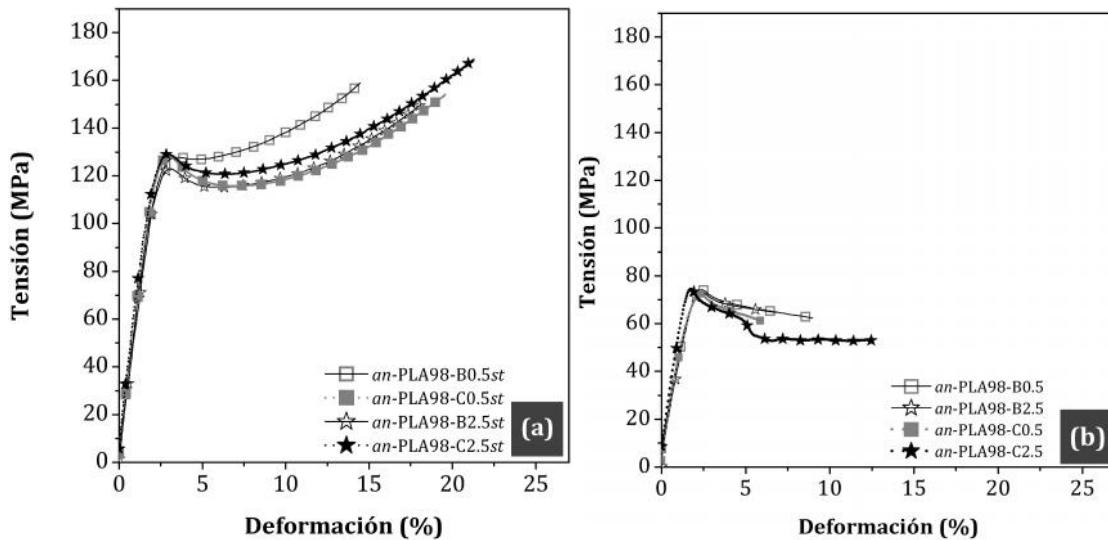 180
160
140
120
100
80
60
40
20
0
Tensión (MPa)
0 5 10 15 20 25
Deformación (%)
an-PLA98-B0.5st
an-PLA98-C0.5st
an-PLA98-B2.5st
an-PLA98-C2.5st
(a)
180
160
140
120
100
80
60
40
20
0
Tensión (MPa)
0 5 10 15 20 25
Deformación (%)
an-PLA98-B0.5
an-PLA98-B2.5
an-PLA98-C0.5
an-PLA98-C2.5
(b)